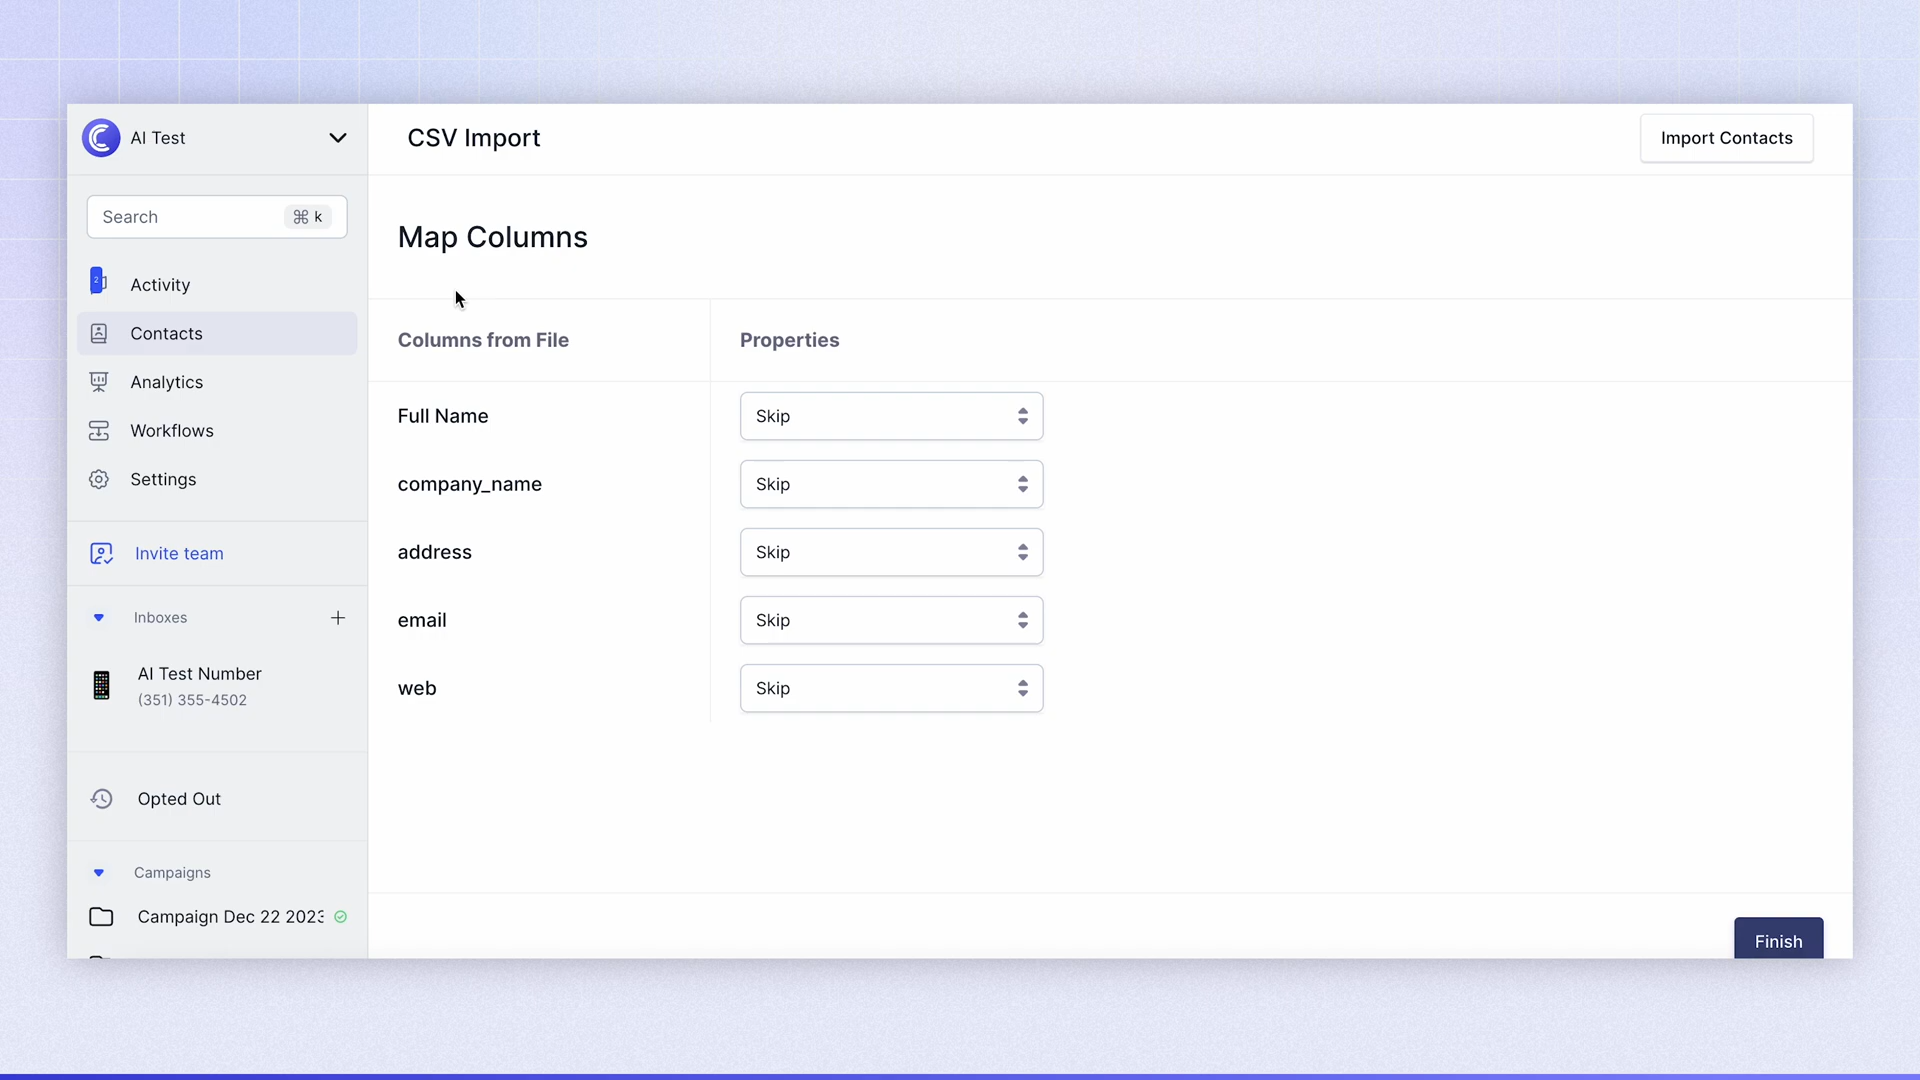 AI Test
CSV Import
Import Contacts
Search
⌘ k
Map Columns
2
Activity
Contacts
Analytics
Workflows
Settings
Columns from File
Properties
Full Name
Skip
company_name
Skip
address
Skip
email
Skip
web
Skip
Invite team
Inboxes
AI Test Number
(351) 355-4502
Opted Out
Campaigns
Campaign Dec 22 2023
Finish